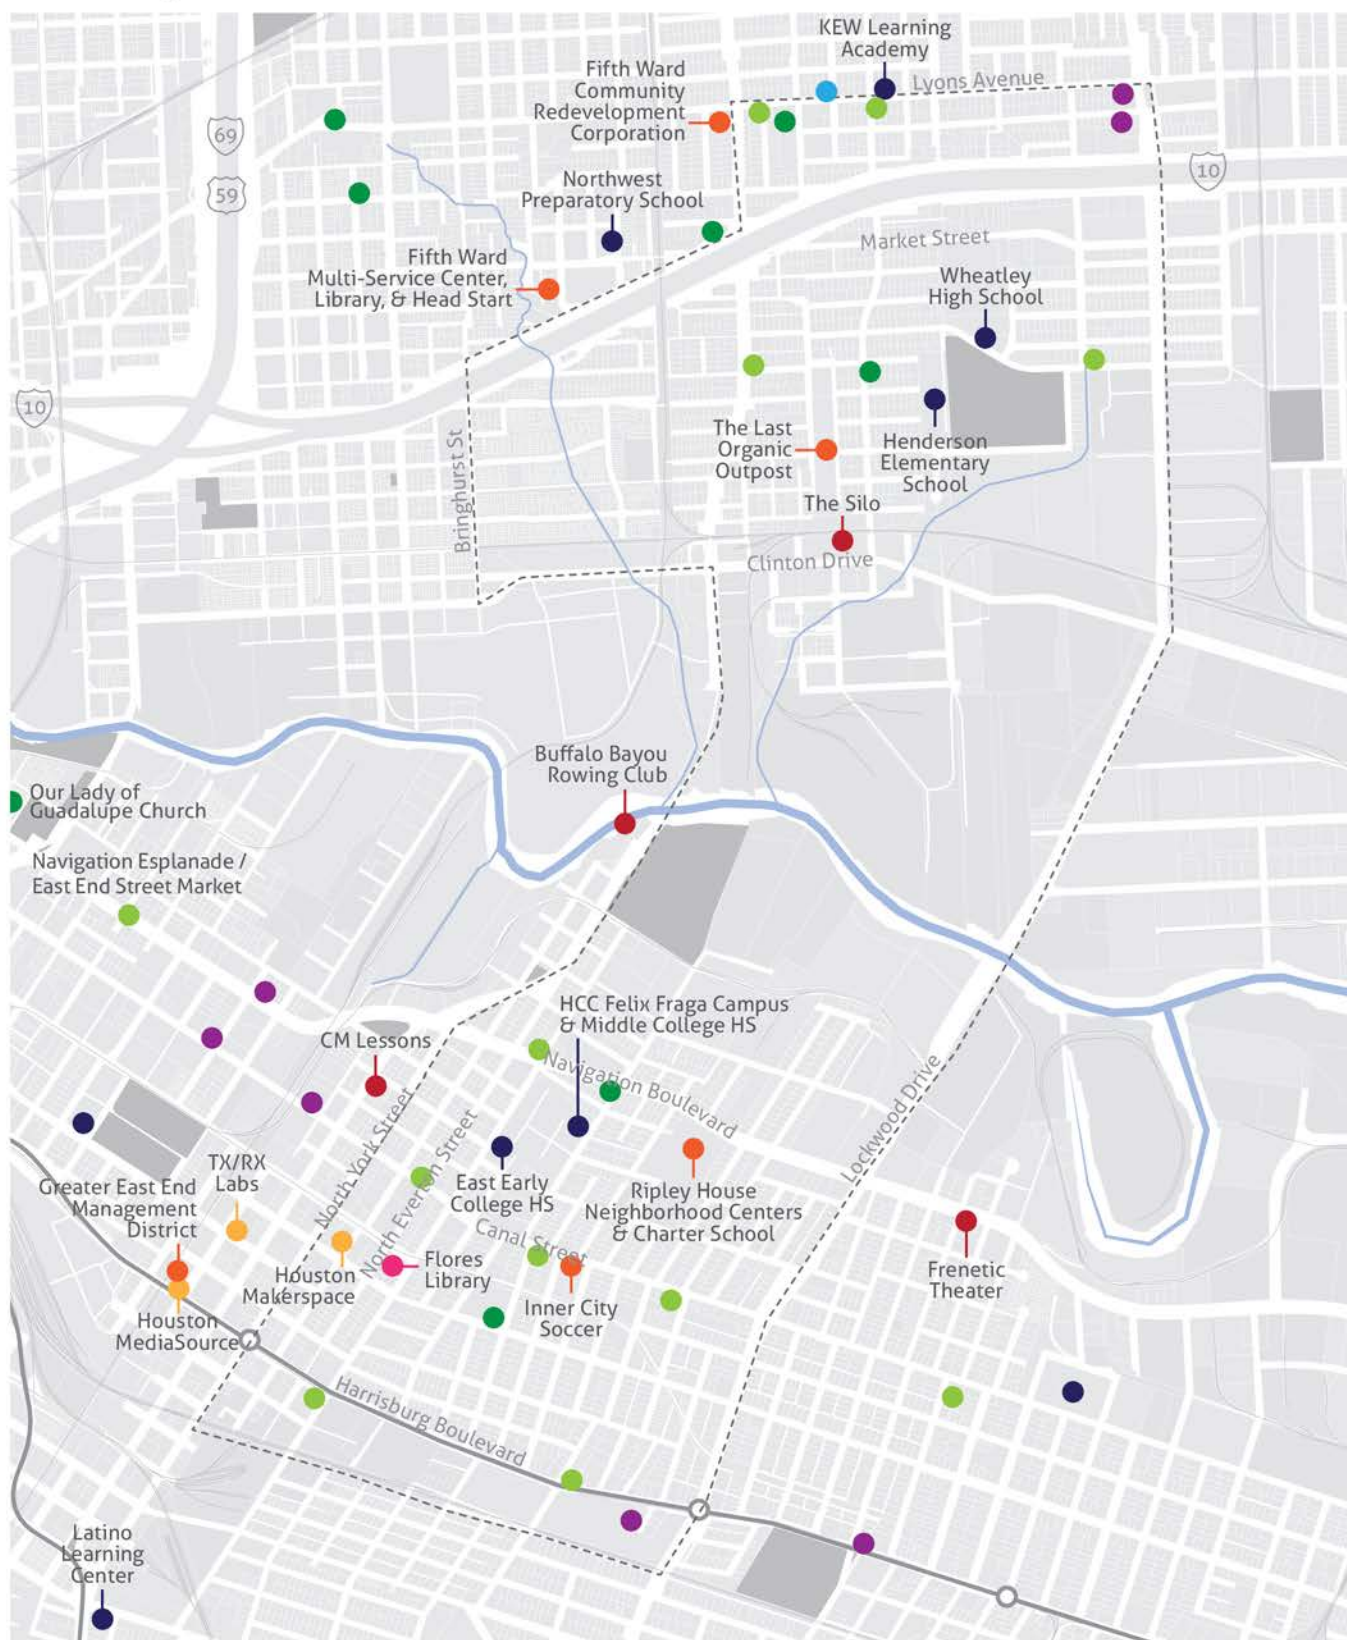 KEW Learning
Academy
Lyons Avenue
Fifth Ward
Community
Redevelopment
Corporation
69
59
10
Northwest
Preparatory School
Market Street
Fifth Ward
Multi-Service Center,
Library, & Head Start
Wheatley
High School
10
Bringhurst St
The Last
Organic
Outpost
Henderson
Elementary
School
The Silo
Clinton Drive
Buffalo Bayou
Rowing Club
Our Lady of
Guadalupe Church
Navigation Esplanade /
East End Street Market
HCC Felix Fraga Campus
& Middle College HS
CM Lessons
Navigation Boulevard
Lockwood Drive
North York Street
North Everton Street
TX/RX
Labs
Greater East End
Management
District
East Early
College HS
Ripley House
Neighborhood Centers
& Charter School
Canal Street
Flores
Library
Houston
Makerspace
Frenetic
Theater
Inner City
Soccer
Houston
MediaSource
Harrisburg Boulevard
Latino
Learning
Center